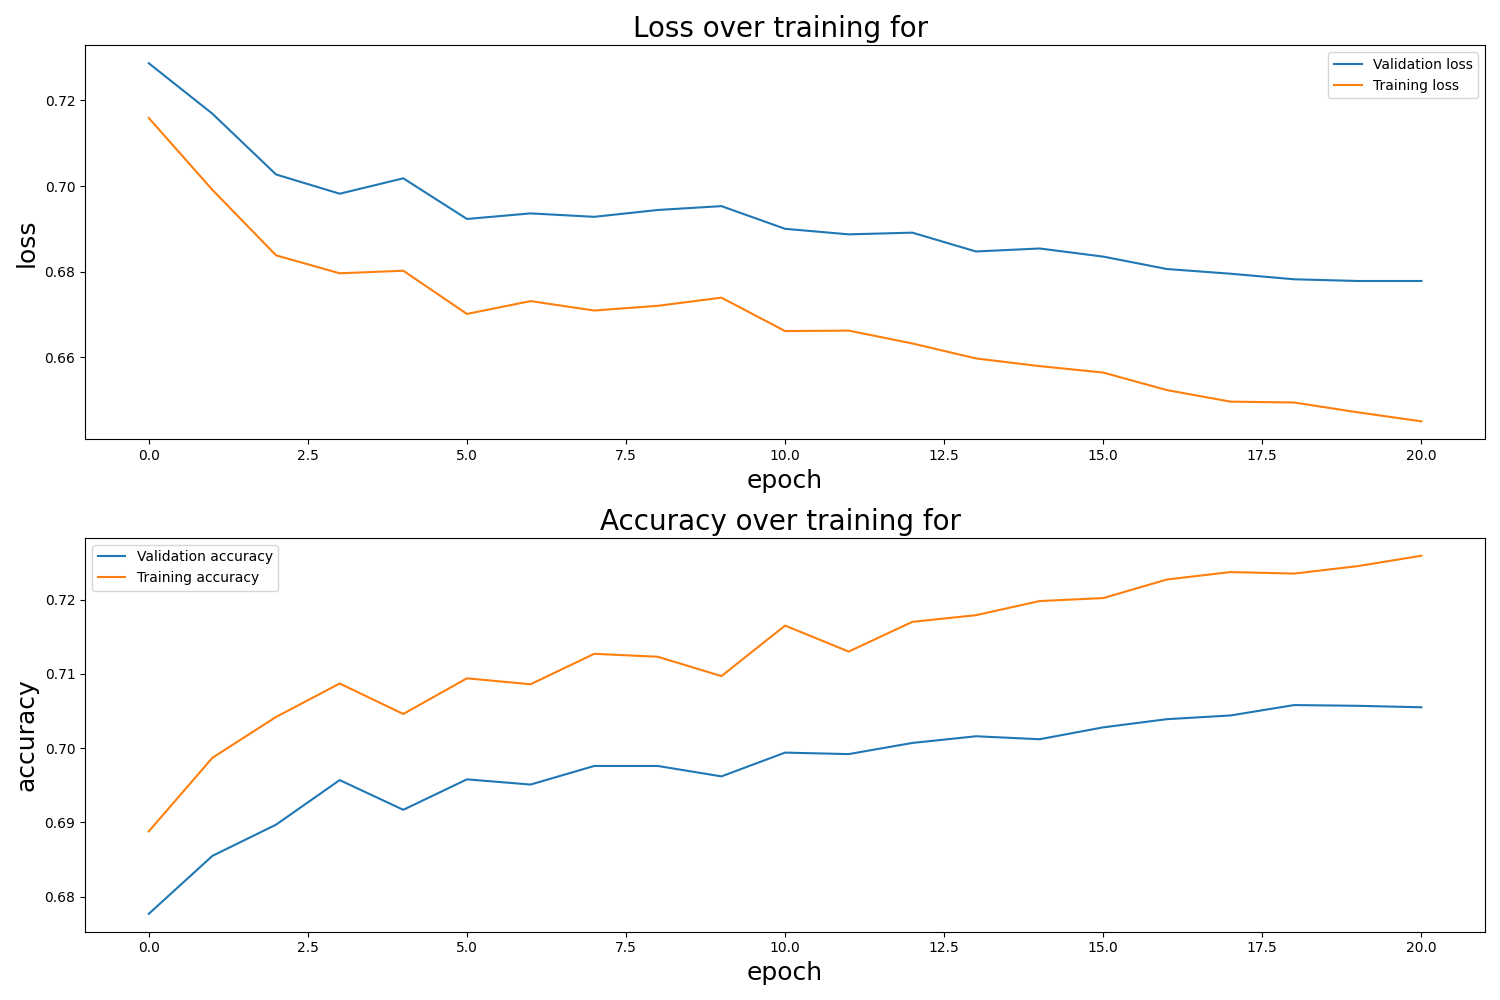 Loss over training for
Validation loss
Training loss
loss
0.72
0.70
0.68
0.66
0.0 2.5 5.0 7.5 10.0 12.5 15.0 17.5 20.0
epoch
Accuracy over training for
Validation accuracy
Training accuracy
accuracy
0.72
0.71
0.70
0.69
0.68
0.0 2.5 5.0 7.5 10.0 12.5 15.0 17.5 20.0
epoch